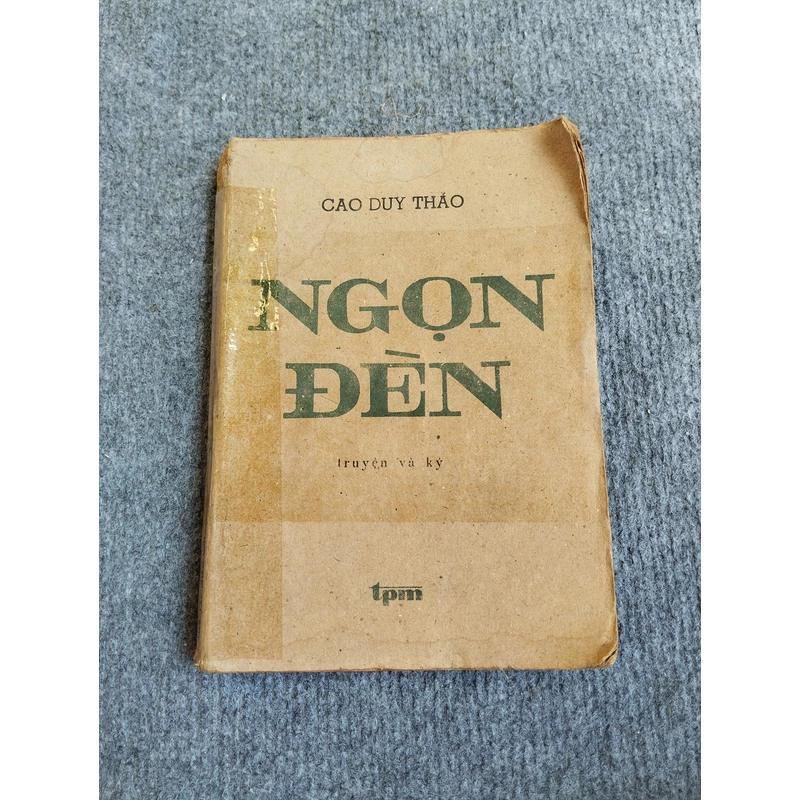 CAO DUY THẢO
NGỌN
ĐÈN
truyện và ký
tpm